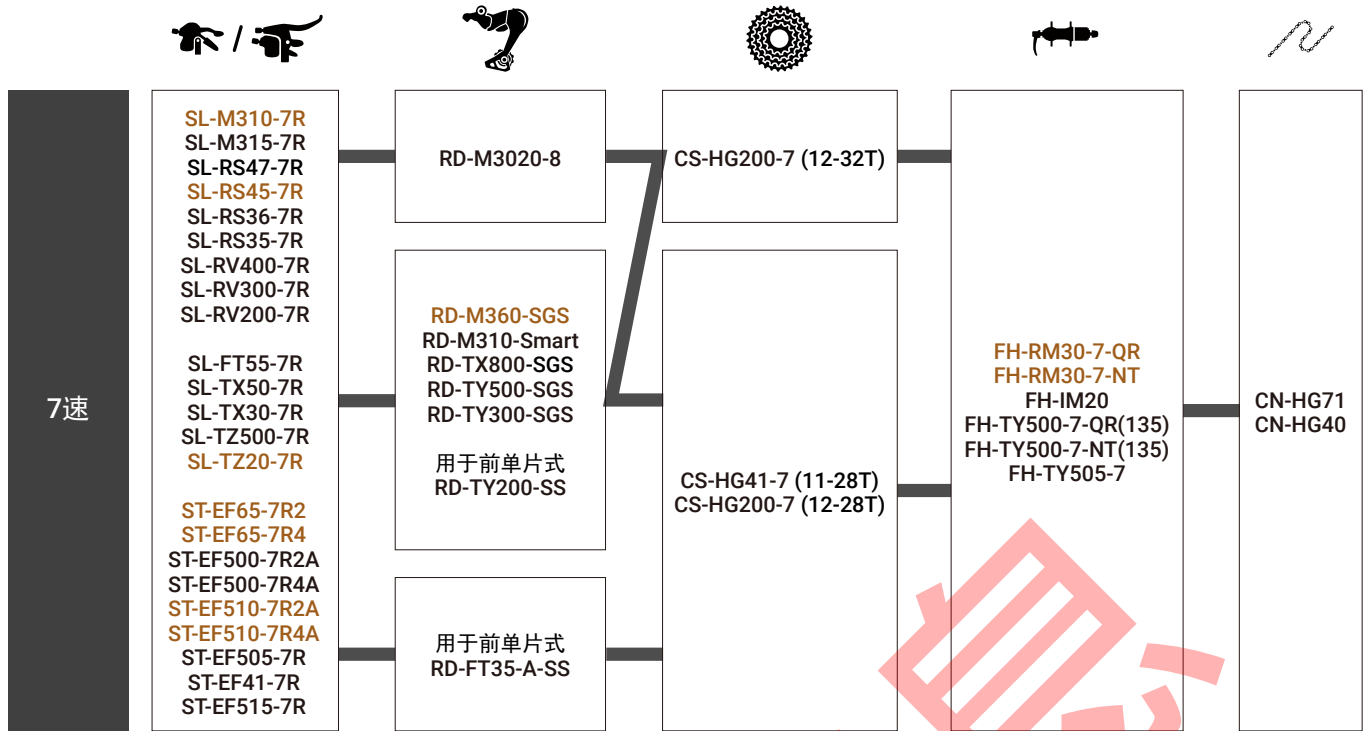 7速
SL-M310-7R
SL-M315-7R
SL-RS47-7R
SL-RS45-7R
SL-RS36-7R
SL-RS35-7R
SL-RV400-7R
SL-RV300-7R
SL-RV200-7R
SL-FT55-7R
SL-TX50-7R
SL-TX30-7R
SL-TZ500-7R
SL-TZ20-7R
ST-EF65-7R2
ST-EF65-7R4
ST-EF500-7R2A
ST-EF500-7R4A
ST-EF510-7R2A
ST-EF510-7R4A
ST-EF505-7R
ST-EF41-7R
ST-EF515-7R
RD-M3020-8
RD-M360-SGS
RD-M310-Smart
RD-TX800-SGS
RD-TY500-SGS
RD-TY300-SGS
用于前单片式
RD-TY200-SS
用于前单片式
RD-FT35-A-SS
CS-HG200-7 (12-32T)
CS-HG41-7 (11-28T)
CS-HG200-7 (12-28T)
FH-RM30-7-QR
FH-RM30-7-NT
FH-IM20
FH-TY500-7-QR(135)
FH-TY500-7-NT(135)
FH-TY505-7
CN-HG71
CN-HG40